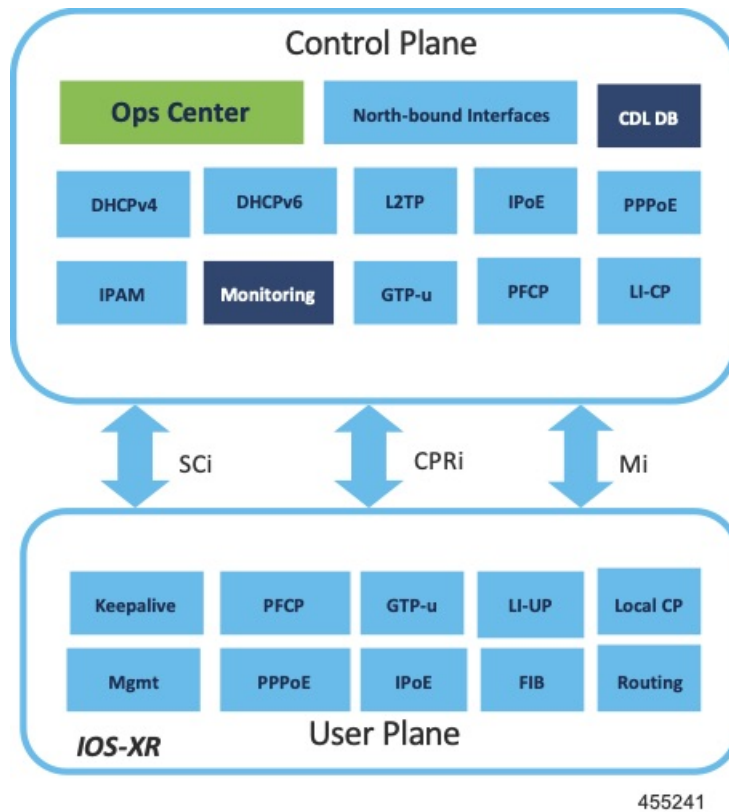 Control Plane
Ops Center
North-bound Interfaces
CDL DB
DHCPv4
DHCPv6
L2TP
IPoE
PPPoE
IPAM
Monitoring
GTP-u
PFCP
LI-CP
SCi
CPRi
Mi
Keepalive
PFCP
GTP-u
LI-UP
Local CP
Mgmt
PPPoE
IPoE
FIB
Routing
IOS-XR
User Plane
455241